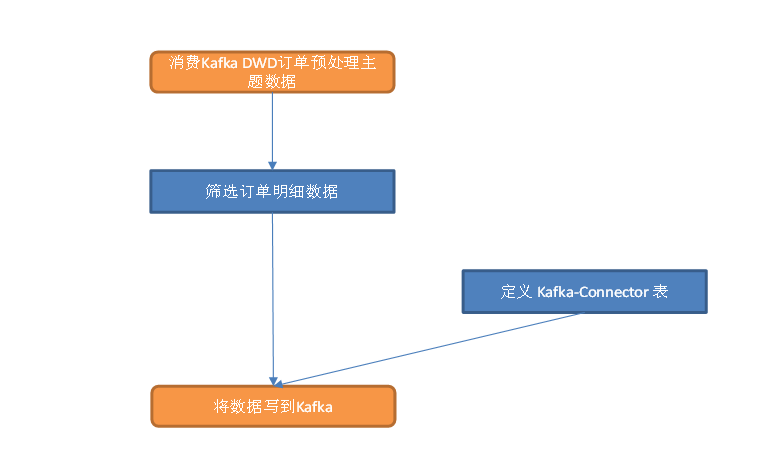 消费Kafka DWD订单预处理主
题数据
筛选订单明细数据
定义 Kafka-Connector 表
将数据写到Kafka